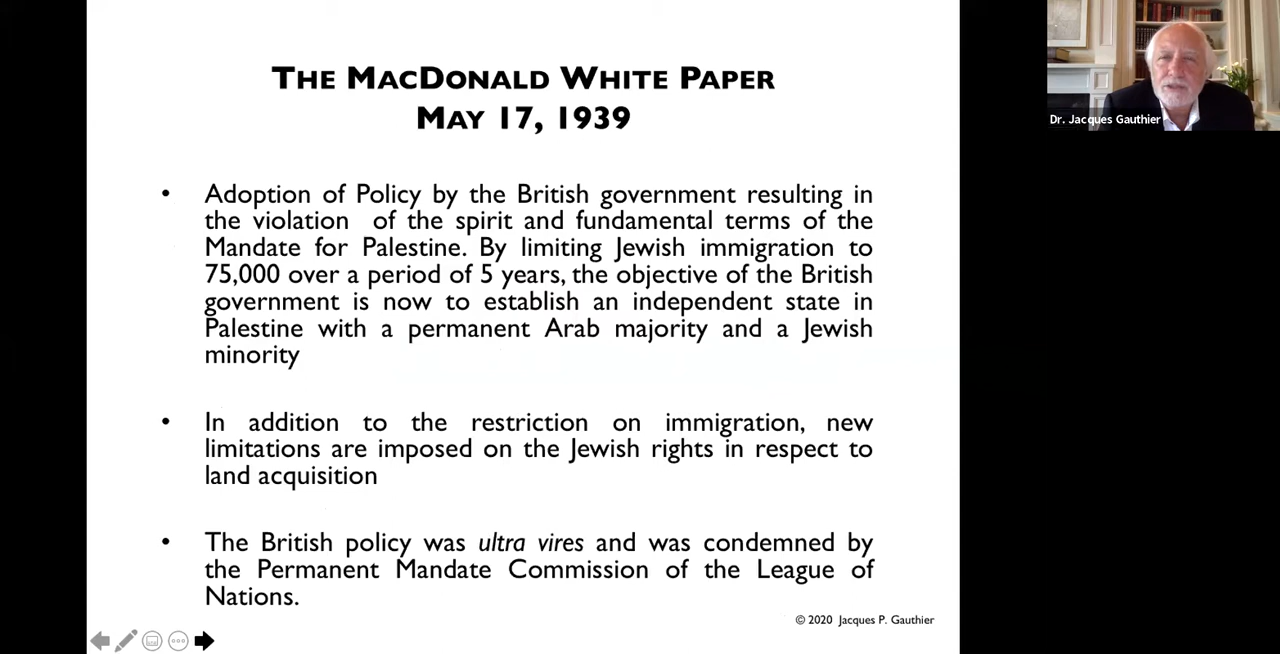 THE MACDONALD WHITE PAPER
MAY 17, 1939
• Adoption of Policy by the British government resulting in
the violation of the spirit and fundamental terms of the
Mandate for Palestine. By limiting Jewish immigration to
75,000 over a period of 5 years, the objective of the British
government is now to establish an independent state in
Palestine with a permanent Arab majority and a Jewish
minority
• In addition to the restriction on immigration, new
limitations are imposed on the Jewish rights in respect to
land acquisition
• The British policy was ultra vires and was condemned by
the Permanent Mandate Commission of the League of
Nations.
© 2020 Jacques P. Gauthier
Dr. Jacques Gauthier